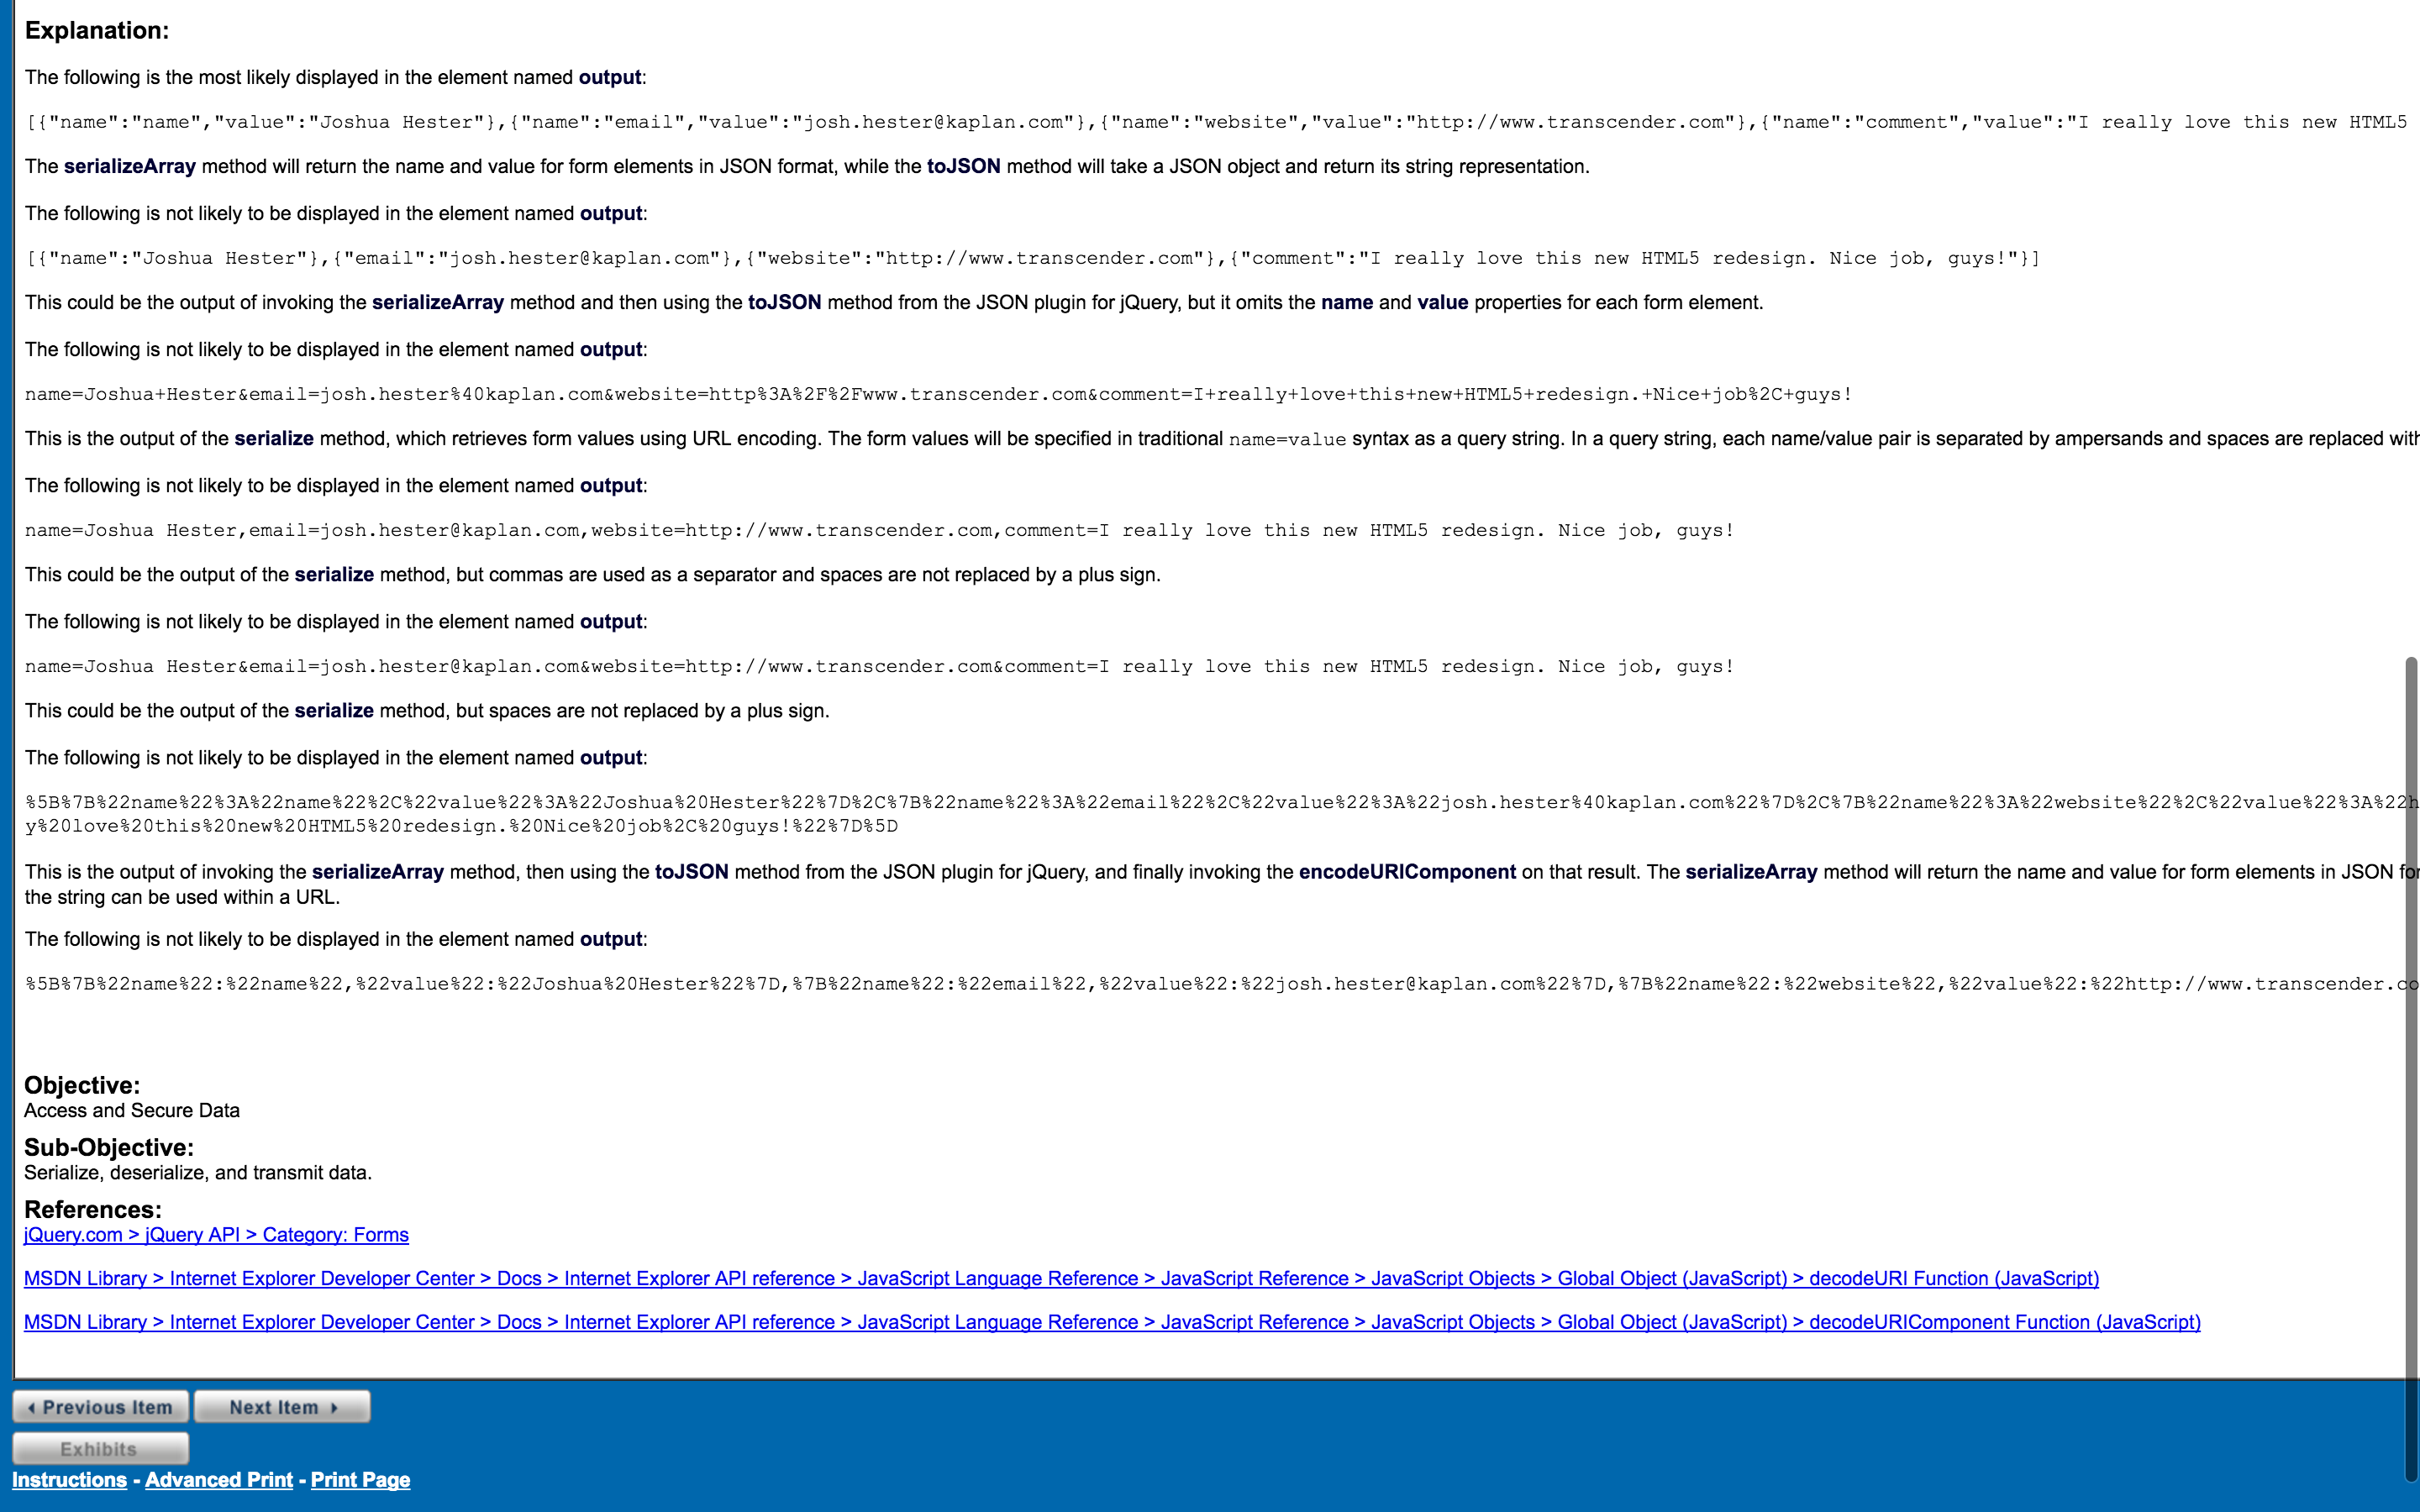 Explanation:
The following is the most likely displayed in the element named output:
[{"name":"name","value":"Joshua Hester"},{"name":"email","value":"josh.hester@kaplan.com"},{"name":"website","value":"http://www.transcender.com"},{"name":"comment","value":"I really love this new HTML5
The serializeArray method will return the name and value for form elements in JSON format, while the toJSON method will take a JSON object and return its string representation.
The following is not likely to be displayed in the element named output:
[{"name":"Joshua Hester"},{"email":"josh.hester@kaplan.com"},{"website":"http://www.transcender.com"},{"comment":"I really love this new HTML5 redesign. Nice job, guys!"}]
This could be the output of invoking the serializeArray method and then using the toJSON method from the JSON plugin for jQuery, but it omits the name and value properties for each form element.
The following is not likely to be displayed in the element named output:
name=Joshua+Hester&email=josh.hester%40kaplan.com&website=http%3A%2F%2Fwww.transcender.com&comment=I+really+love+this+new+HTML5+redesign.+Nice+job%2C+guys!
This is the output of the serialize method, which retrieves form values using URL encoding. The form values will be specified in traditional name=value syntax as a query string. In a query string, each name/value pair is separated by ampersands and spaces are replaced with
The following is not likely to be displayed in the element named output:
name=Joshua Hester,email=josh.hester@kaplan.com,website=http://www.transcender.com,comment=I really love this new HTML5 redesign. Nice job, guys!
This could be the output of the serialize method, but commas are used as a separator and spaces are not replaced by a plus sign.
The following is not likely to be displayed in the element named output:
name=Joshua Hester&email=josh.hester@kaplan.com&website=http://www.transcender.com&comment=I really love this new HTML5 redesign. Nice job, guys!
This could be the output of the serialize method, but spaces are not replaced by a plus sign.
The following is not likely to be displayed in the element named output:
%5B%7B%22name%22%3A%22name%22%2C%22value%22%3A%22Joshua%20Hester%22%7D%2C%7B%22name%22%3A%22email%22%2C%22value%22%3A%22josh.hester%40kaplan.com%22%7D%2C%7B%22name%22%3A%22website%22%2C%22value%22%3A%22h
y%20love%20this%20new%20HTML5%20redesign.%20Nice%20job%2C%20guys!%22%7D%5D
This is the output of invoking the serializeArray method, then using the toJSON method from the JSON plugin for jQuery, and finally invoking the encodeURIComponent on that result. The serializeArray method will return the name and value for form elements in JSON for
the string can be used within a URL.
The following is not likely to be displayed in the element named output:
%5B%7B%22name%22:%22name%22,%22value%22:%22Joshua%20Hester%22%7D,%7B%22name%22:%22email%22,%22value%22:%22josh.hester@kaplan.com%22%7D,%7B%22name%22:%22website%22,%22value%22:%22http://www.transcender.co
Objective:
Access and Secure Data
Sub-Objective:
Serialize, deserialize, and transmit data.
References:
jQuery.com > jQuery API > Category: Forms
MSDN Library > Internet Explorer Developer Center > Docs > Internet Explorer API reference > JavaScript Language Reference > JavaScript Reference > JavaScript Objects > Global Object (JavaScript) > decodeURI Function (JavaScript)
MSDN Library > Internet Explorer Developer Center > Docs > Internet Explorer API reference > JavaScript Language Reference > JavaScript Reference > JavaScript Objects > Global Object (JavaScript) > decodeURIComponent Function (JavaScript)
Previous Item Next Item
Exhibits
Instructions - Advanced Print - Print Page